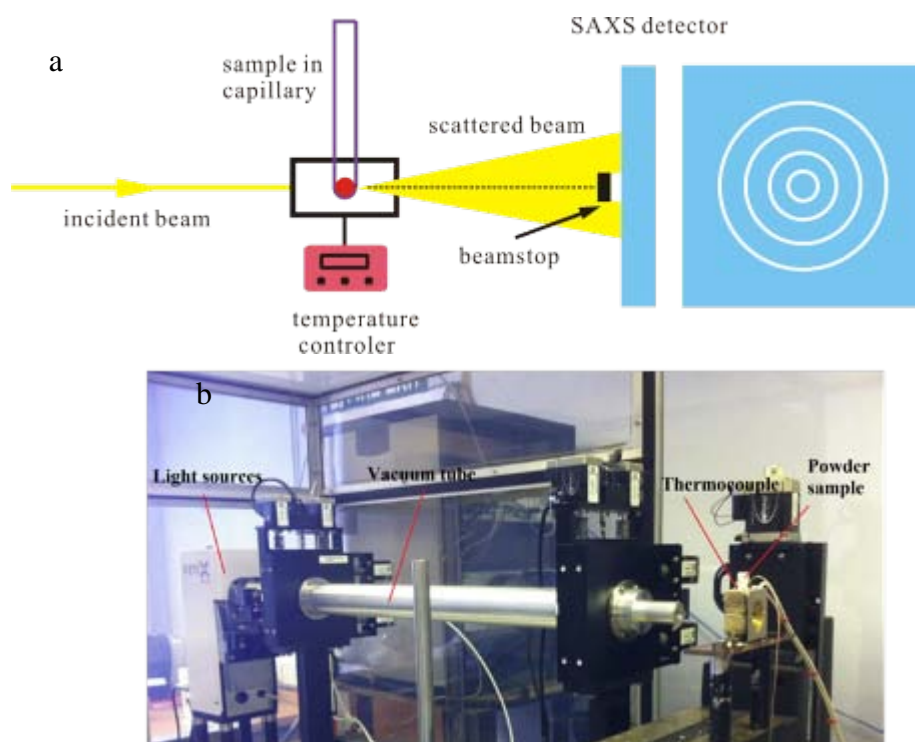 SAXS detector
a
sample in
capillary
scattered beam
incident beam
beamstop
temperature
controler
b
Light sources
Vacuum tube
Thermocouple
Powder
sample